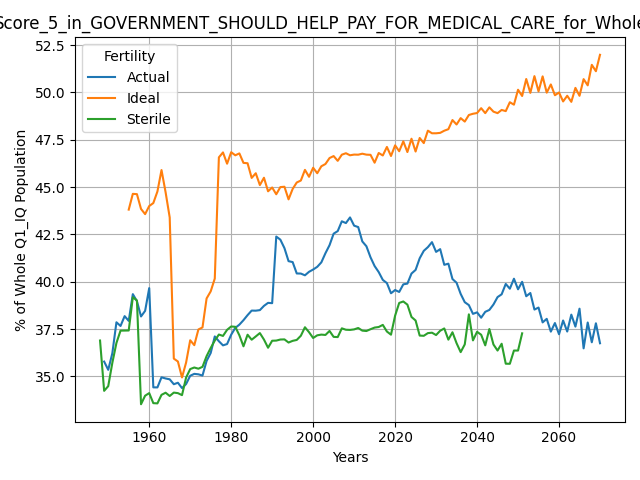 Score_5_in_GOVERNMENT_SHOULD_HELP_PAY_FOR_MEDICAL_CARE_for_Whole
52.5
50.0
47.5
45.0
42.5
40.0
37.5
35.0
% of Whole Q1_IQ Population
Fertility
Actual
Ideal
Sterile
1960
1980
2000
2020
2040
2060
Years